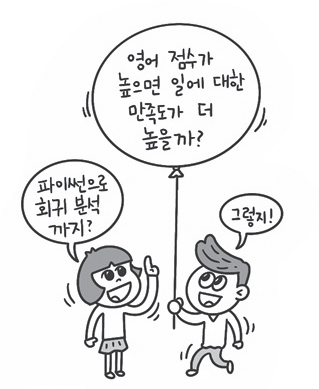 영어 점수가
높으면 일에 대한
만족도가 더
높을까?
파이썬으로
회귀 분석
까지?
그렇지!